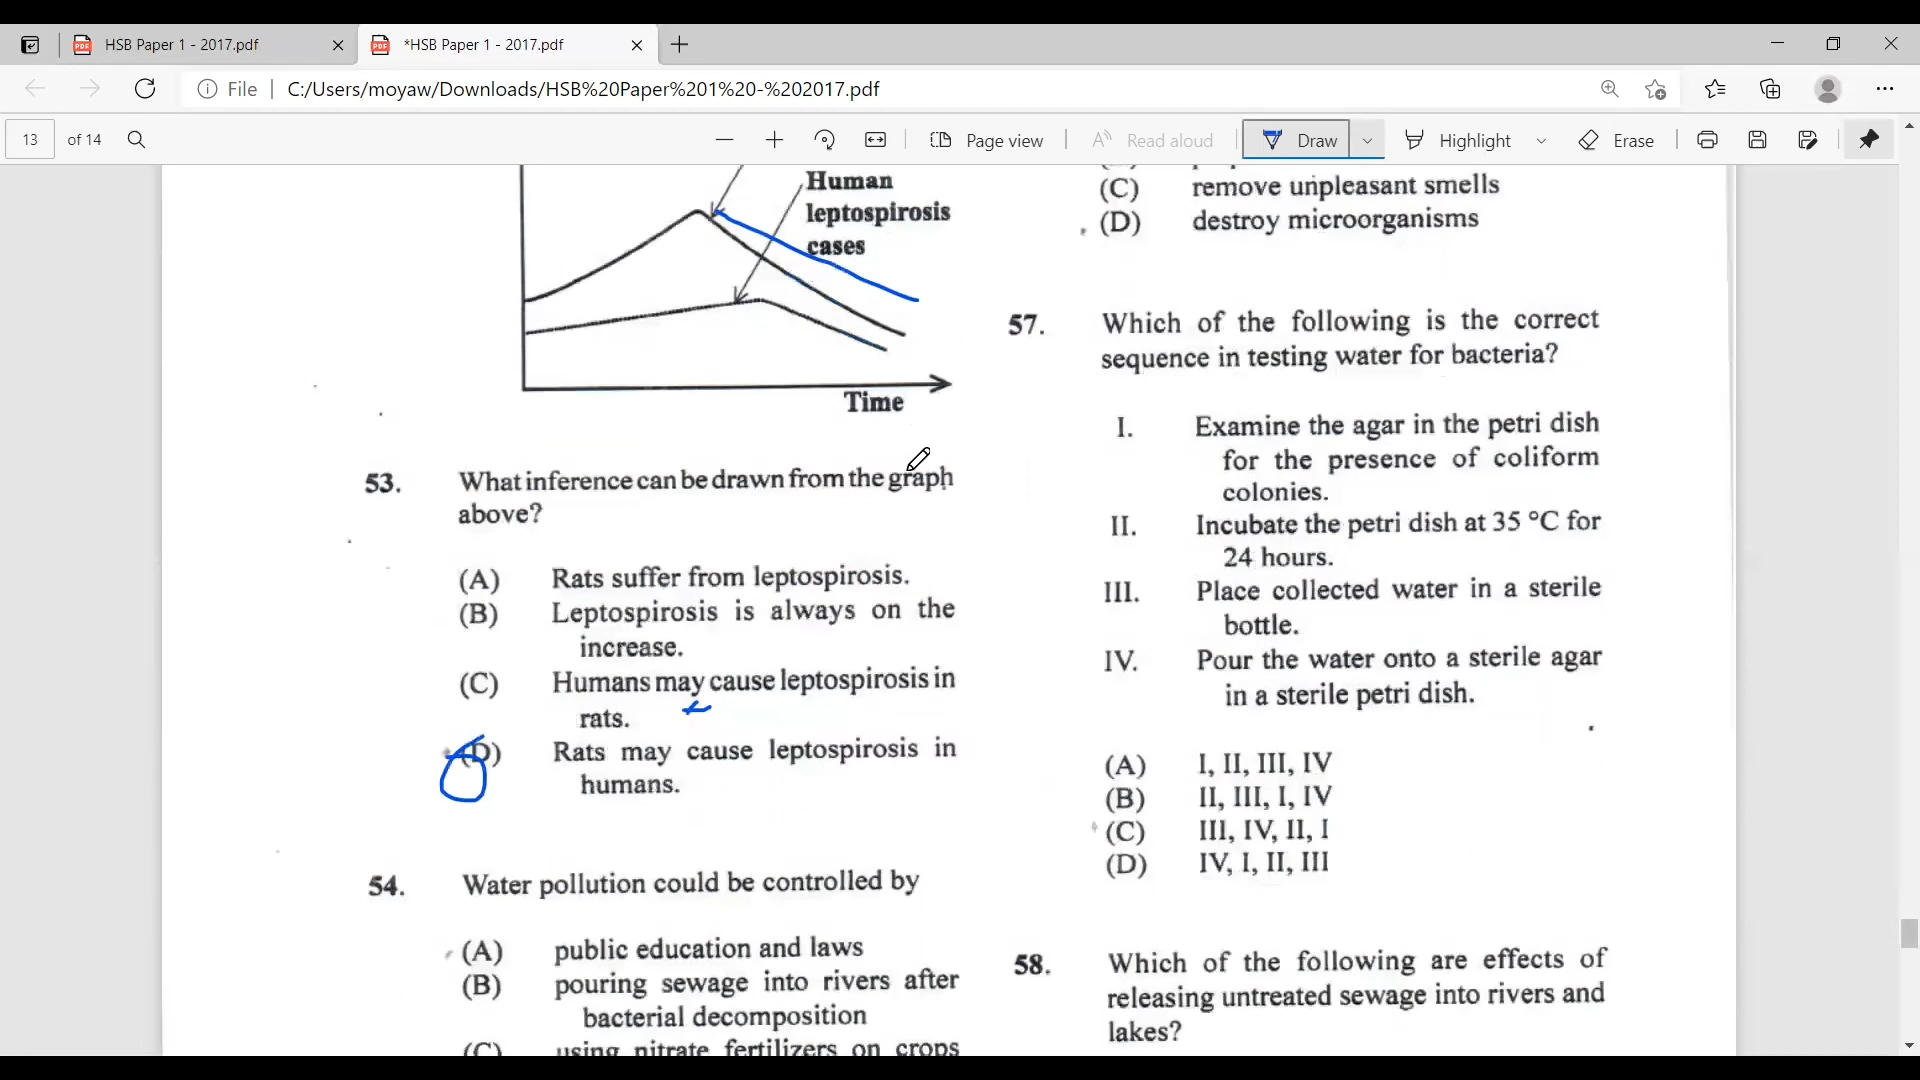 HSB Paper 1 - 2017.pdf
*HSB Paper 1 - 2017.pdf
File
C:/Users/moyaw/Downloads/HSB%20Paper%201%20-%202017.pdf
13
of 14
Page view
Read aloud
Draw
Highlight
Erase
Human
leptospirosis
cases
Time
53.
What inference can be drawn from the graph
above?
(A) Rats suffer from leptospirosis.
(B) Leptospirosis is always on the
increase.
(C) Humans may cause leptospirosis in
rats.
(D) Rats may cause leptospirosis in
humans.
54.
Water pollution could be controlled by
(A) public education and laws
(B) pouring sewage into rivers after
bacterial decomposition
(C) using nitrate fertilizers on crops
(C) remove unpleasant smells
(D) destroy microorganisms
57.
Which of the following is the correct
sequence in testing water for bacteria?
I. Examine the agar in the petri dish
for the presence of coliform
colonies.
II. Incubate the petri dish at 35 °C for
24 hours.
III. Place collected water in a sterile
bottle.
IV. Pour the water onto a sterile agar
in a sterile petri dish.
(A) I, II, III, IV
(B) II, III, I, IV
(C) III, IV, II, I
(D) IV, I, II, III
58.
Which of the following are effects of
releasing untreated sewage into rivers and
lakes?